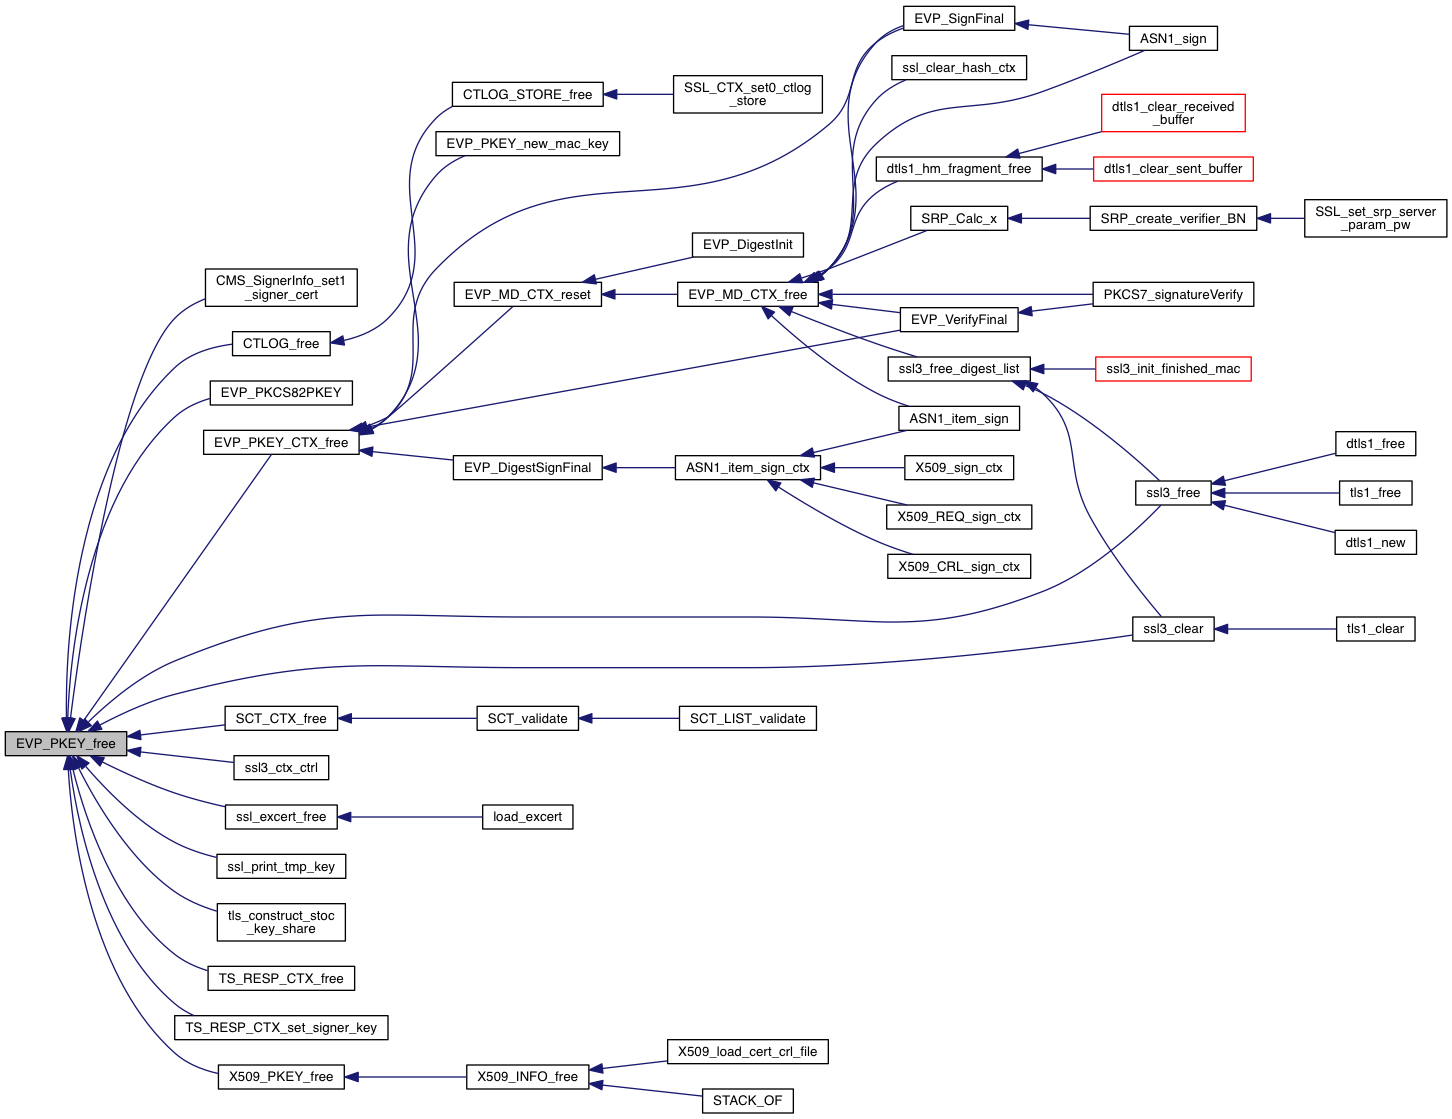 EVP_SignFinal
ASN1_sign
ssl_clear_hash_ctx
CTLOG_STORE_free
SSL_CTX_set0_ctlog
_store
dtls1_clear_received
_buffer
EVP_PKEY_new_mac_key
dtls1_hm_fragment_free
dtls1_clear_sent_buffer
SRP_Calc_x
SRP_create_verifier_BN
SSL_set_srp_server
_param_pw
EVP_DigestInit
CMS_SignerInfo_set1
_signer_cert
EVP_MD_CTX_reset
EVP_MD_CTX_free
PKCS7_signatureVerify
EVP_VerifyFinal
CTLOG_free
ssl3_free_digest_list
ssl3_init_finished_mac
EVP_PKCS82PKEY
ASN1_item_sign
EVP_PKEY_CTX_free
dtls1_free
EVP_DigestSignFinal
ASN1_item_sign_ctx
X509_sign_ctx
ssl3_free
tls1_free
X509_REQ_sign_ctx
dtls1_new
X509_CRL_sign_ctx
ssl3_clear
tls1_clear
SCT_CTX_free
SCT_validate
SCT_LIST_validate
EVP_PKEY_free
ssl3_ctx_ctrl
ssl_excert_free
load_excert
ssl_print_tmp_key
tls_construct_stoc
_key_share
TS_RESP_CTX_free
TS_RESP_CTX_set_signer_key
X509_load_cert_crl_file
X509_PKEY_free
X509_INFO_free
STACK_OF